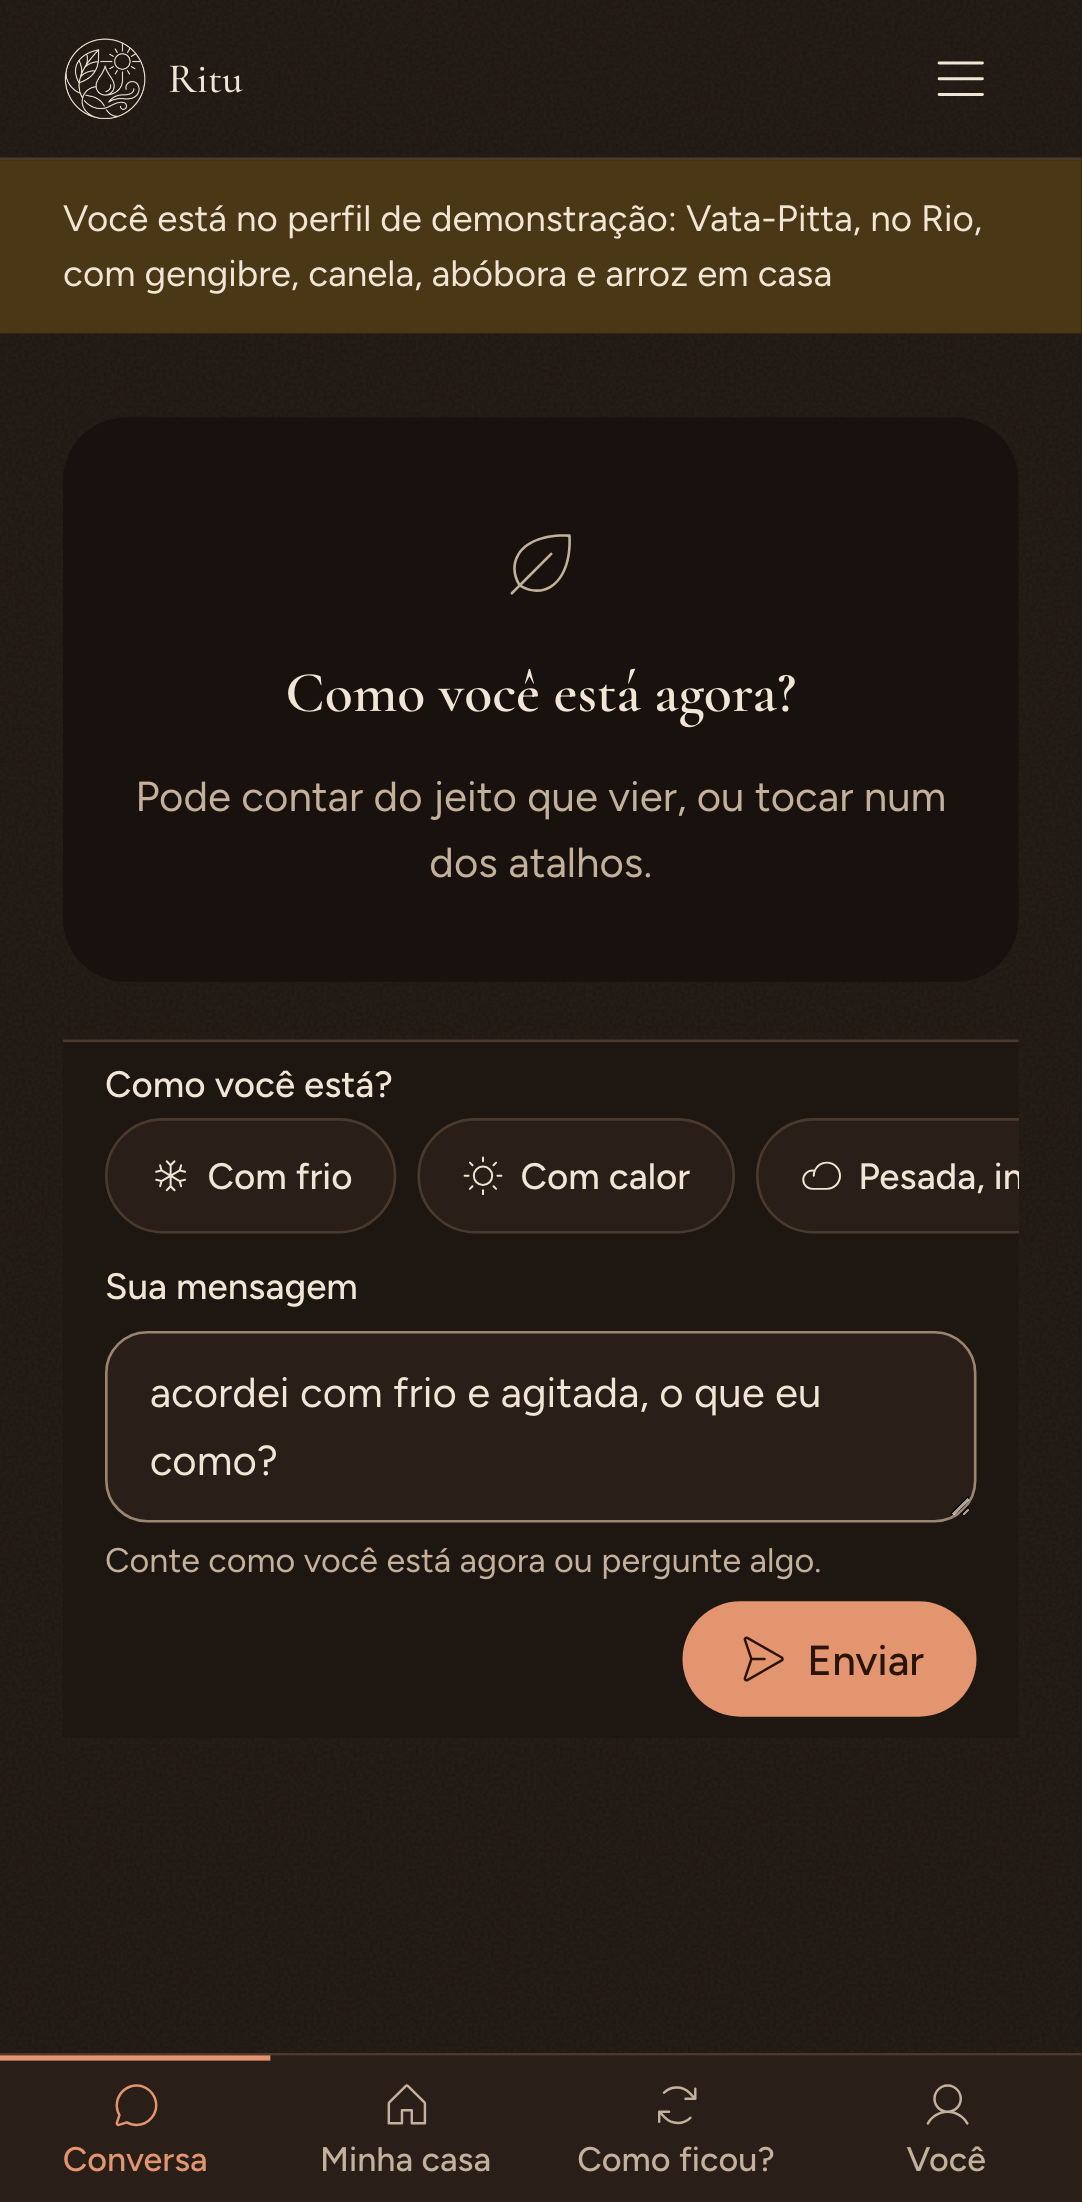 Ritu
Você está no perfil de demonstração: Vata-Pitta, no Rio,
com gengibre, canela, abóbora e arroz em casa
Como você está agora?
Pode contar do jeito que vier, ou tocar num
dos atalhos.
Como você está?
Com frio
Com calor
Pesada, in
Sua mensagem
acordei com frio e agitada, o que eu
como?
Conte como você está agora ou pergunte algo.
Enviar
Conversa
Minha casa
Como ficou?
Você